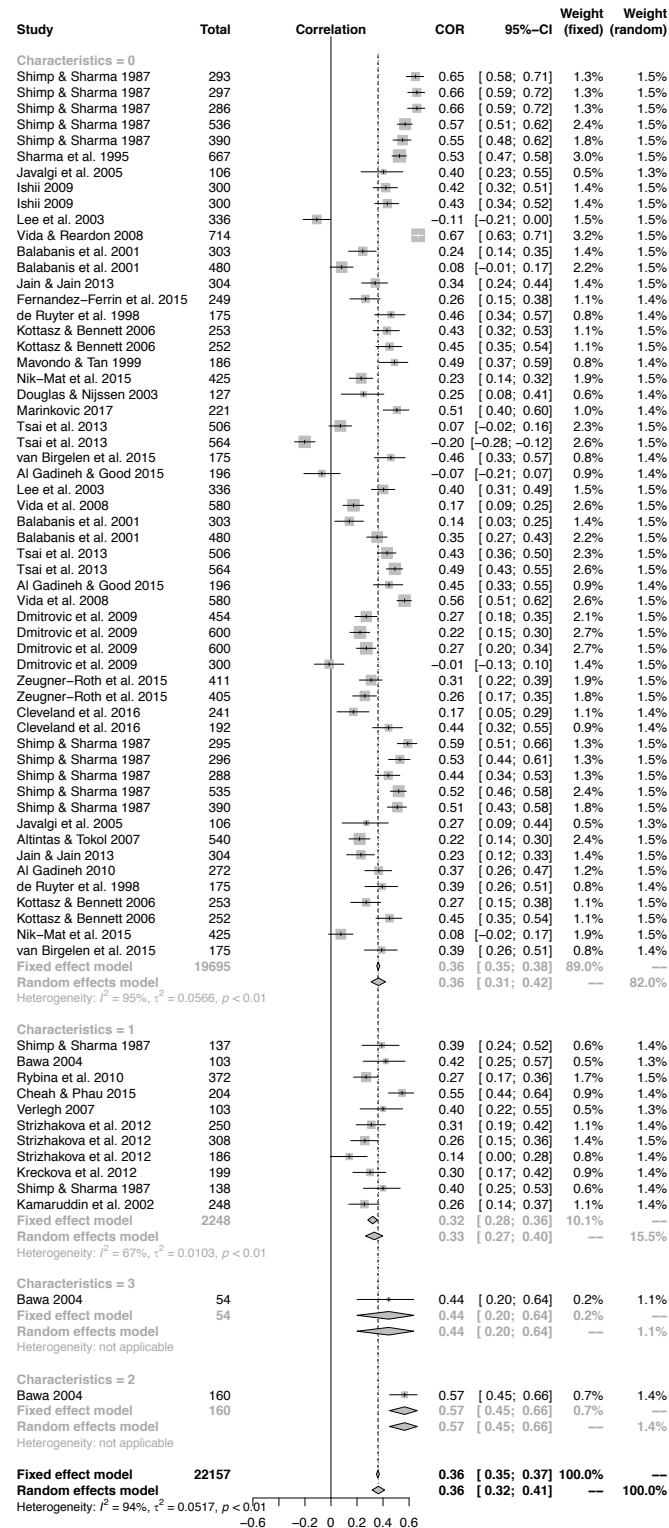 Weight Weight
Study Total Correlation COR 95%−CI (fixed) (random)
Characteristics = 0
Shimp & Sharma 1987 293 0.65 [ 0.58; 0.71] 1.3% 1.5%
Shimp & Sharma 1987 297 0.66 [ 0.59; 0.72] 1.3% 1.5%
Shimp & Sharma 1987 286 0.66 [ 0.59; 0.72] 1.3% 1.5%
Shimp & Sharma 1987 536 0.57 [ 0.51; 0.62] 2.4% 1.5%
Shimp & Sharma 1987 390 0.55 [ 0.48; 0.62] 1.8% 1.5%
Sharma et al. 1995 667 0.53 [ 0.47; 0.58] 3.0% 1.5%
Javalgi et al. 2005 106 0.40 [ 0.23; 0.55] 0.5% 1.3%
Ishii 2009 300 0.42 [ 0.32; 0.51] 1.4% 1.5%
Ishii 2009 300 0.43 [ 0.34; 0.52] 1.4% 1.5%
Lee et al. 2003 336 −0.11 [−0.21; 0.00] 1.5% 1.5%
Vida & Reardon 2008 714 0.67 [ 0.63; 0.71] 3.2% 1.5%
Balabanis et al. 2001 303 0.24 [ 0.14; 0.35] 1.4% 1.5%
Balabanis et al. 2001 480 0.08 [−0.01; 0.17] 2.2% 1.5%
Jain & Jain 2013 304 0.34 [ 0.24; 0.44] 1.4% 1.5%
Fernandez−Ferrin et al. 2015 249 0.26 [ 0.15; 0.38] 1.1% 1.4%
de Ruyter et al. 1998 175 0.46 [ 0.34; 0.57] 0.8% 1.4%
Kottasz & Bennett 2006 253 0.43 [ 0.32; 0.53] 1.1% 1.5%
Kottasz & Bennett 2006 252 0.45 [ 0.35; 0.54] 1.1% 1.5%
Mavondo & Tan 1999 186 0.49 [ 0.37; 0.59] 0.8% 1.4%
Nik−Mat et al. 2015 425 0.23 [ 0.14; 0.32] 1.9% 1.5%
Douglas & Nijssen 2003 127 0.25 [ 0.08; 0.41] 0.6% 1.4%
Marinkovic 2017 221 0.51 [ 0.40; 0.60] 1.0% 1.4%
Tsai et al. 2013 506 0.07 [−0.02; 0.16] 2.3% 1.5%
Tsai et al. 2013 564 −0.20 [−0.28; −0.12] 2.6% 1.5%
van Birgelen et al. 2015 175 0.46 [ 0.33; 0.57] 0.8% 1.4%
Al Gadineh & Good 2015 196 −0.07 [−0.21; 0.07] 0.9% 1.4%
Lee et al. 2003 336 0.40 [ 0.31; 0.49] 1.5% 1.5%
Vida et al. 2008 580 0.17 [ 0.09; 0.25] 2.6% 1.5%
Balabanis et al. 2001 303 0.14 [ 0.03; 0.25] 1.4% 1.5%
Balabanis et al. 2001 480 0.35 [ 0.27; 0.43] 2.2% 1.5%
Tsai et al. 2013 506 0.43 [ 0.36; 0.50] 2.3% 1.5%
Tsai et al. 2013 564 0.49 [ 0.43; 0.55] 2.6% 1.5%
Al Gadineh & Good 2015 196 0.45 [ 0.33; 0.55] 0.9% 1.4%
Vida et al. 2008 580 0.56 [ 0.51; 0.62] 2.6% 1.5%
Dmitrovic et al. 2009 454 0.27 [ 0.18; 0.35] 2.1% 1.5%
Dmitrovic et al. 2009 600 0.22 [ 0.15; 0.30] 2.7% 1.5%
Dmitrovic et al. 2009 600 0.27 [ 0.20; 0.34] 2.7% 1.5%
Dmitrovic et al. 2009 300 −0.01 [−0.13; 0.10] 1.4% 1.5%
Zeugner−Roth et al. 2015 411 0.31 [ 0.22; 0.39] 1.9% 1.5%
Zeugner−Roth et al. 2015 405 0.26 [ 0.17; 0.35] 1.8% 1.5%
Cleveland et al. 2016 241 0.17 [ 0.05; 0.29] 1.1% 1.4%
Cleveland et al. 2016 192 0.44 [ 0.32; 0.55] 0.9% 1.4%
Shimp & Sharma 1987 295 0.59 [ 0.51; 0.66] 1.3% 1.5%
Shimp & Sharma 1987 296 0.53 [ 0.44; 0.61] 1.3% 1.5%
Shimp & Sharma 1987 288 0.44 [ 0.34; 0.53] 1.3% 1.5%
Shimp & Sharma 1987 535 0.52 [ 0.46; 0.58] 2.4% 1.5%
Shimp & Sharma 1987 390 0.51 [ 0.43; 0.58] 1.8% 1.5%
Javalgi et al. 2005 106 0.27 [ 0.09; 0.44] 0.5% 1.3%
Altintas & Tokol 2007 540 0.22 [ 0.14; 0.30] 2.4% 1.5%
Jain & Jain 2013 304 0.23 [ 0.12; 0.33] 1.4% 1.5%
Al Gadineh 2010 272 0.37 [ 0.26; 0.47] 1.2% 1.5%
de Ruyter et al. 1998 175 0.39 [ 0.26; 0.51] 0.8% 1.4%
Kottasz & Bennett 2006 253 0.27 [ 0.15; 0.38] 1.1% 1.5%
Kottasz & Bennett 2006 252 0.45 [ 0.35; 0.54] 1.1% 1.5%
Nik−Mat et al. 2015 425 0.08 [−0.02; 0.17] 1.9% 1.5%
van Birgelen et al. 2015 175 0.39 [ 0.26; 0.51] 0.8% 1.4%
Fixed effect model 19695 0.36 [ 0.35; 0.38] 89.0% −−
Random effects model 0.36 [ 0.31; 0.42] −− 82.0%
Heterogeneity: I² = 95%, τ² = 0.0566, p < 0.01
Characteristics = 1
Shimp & Sharma 1987 137 0.39 [ 0.24; 0.52] 0.6% 1.4%
Bawa 2004 103 0.42 [ 0.25; 0.57] 0.5% 1.3%
Rybina et al. 2010 372 0.27 [ 0.17; 0.36] 1.7% 1.5%
Cheah & Phau 2015 204 0.55 [ 0.44; 0.64] 0.9% 1.4%
Verlegh 2007 103 0.40 [ 0.22; 0.55] 0.5% 1.3%
Strizhakova et al. 2012 250 0.31 [ 0.19; 0.42] 1.1% 1.4%
Strizhakova et al. 2012 308 0.26 [ 0.15; 0.36] 1.4% 1.5%
Strizhakova et al. 2012 186 0.14 [ 0.00; 0.28] 0.8% 1.4%
Kreckova et al. 2012 199 0.30 [ 0.17; 0.42] 0.9% 1.4%
Shimp & Sharma 1987 138 0.40 [ 0.25; 0.53] 0.6% 1.4%
Kamaruddin et al. 2002 248 0.26 [ 0.14; 0.37] 1.1% 1.4%
Fixed effect model 2248 0.32 [ 0.28; 0.36] 10.1% −−
Random effects model 0.33 [ 0.27; 0.40] −− 15.5%
Heterogeneity: I² = 67%, τ² = 0.0103, p < 0.01
Characteristics = 3
Bawa 2004 54 0.44 [ 0.20; 0.64] 0.2% 1.1%
Fixed effect model 54 0.44 [ 0.20; 0.64] 0.2% −−
Random effects model 0.44 [ 0.20; 0.64] −− 1.1%
Heterogeneity: not applicable
Characteristics = 2
Bawa 2004 160 0.57 [ 0.45; 0.66] 0.7% 1.4%
Fixed effect model 160 0.57 [ 0.45; 0.66] 0.7% −−
Random effects model 0.57 [ 0.45; 0.66] −− 1.4%
Heterogeneity: not applicable
Fixed effect model 22157 0.36 [ 0.35; 0.37] 100.0% −−
Random effects model 0.36 [ 0.32; 0.41] −− 100.0%
Heterogeneity: I² = 94%, τ² = 0.0517, p < 0.01
−0.6 −0.2 0 0.2 0.4 0.6